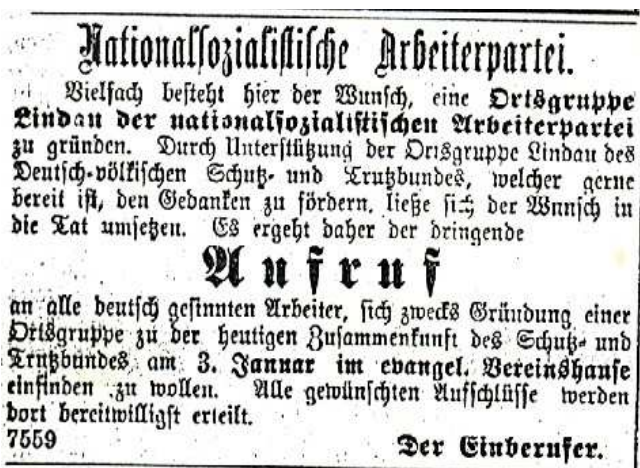 Nationalsozialistische Arbeiterpartei.
Vielfach besteht hier der Wunsch, eine Ortsgruppe
Lindau der nationalsozialistischen Arbeiterpartei
zu gründen. Durch Unterstützung der Ortsgruppe Lindau des
Deutsch-völkischen Schutz- und Trutzbundes, welcher gerne
bereit ist, den Gedanken zu fördern, ließe sich der Wunsch in
die Tat umsetzen. Es ergeht daher der dringende
Aufruf
an alle deutsch gesinnten Arbeiter, sich zwecks Gründung einer
Ortsgruppe zu der heutigen Zusammenkunft des Schutz- und
Trutzbundes am 3. Januar im evangel. Vereinshause
einfinden zu wollen. Alle gewünschten Aufschlüsse werden
dort bereitwilligst erteilt.
7559 Der Einberufer.